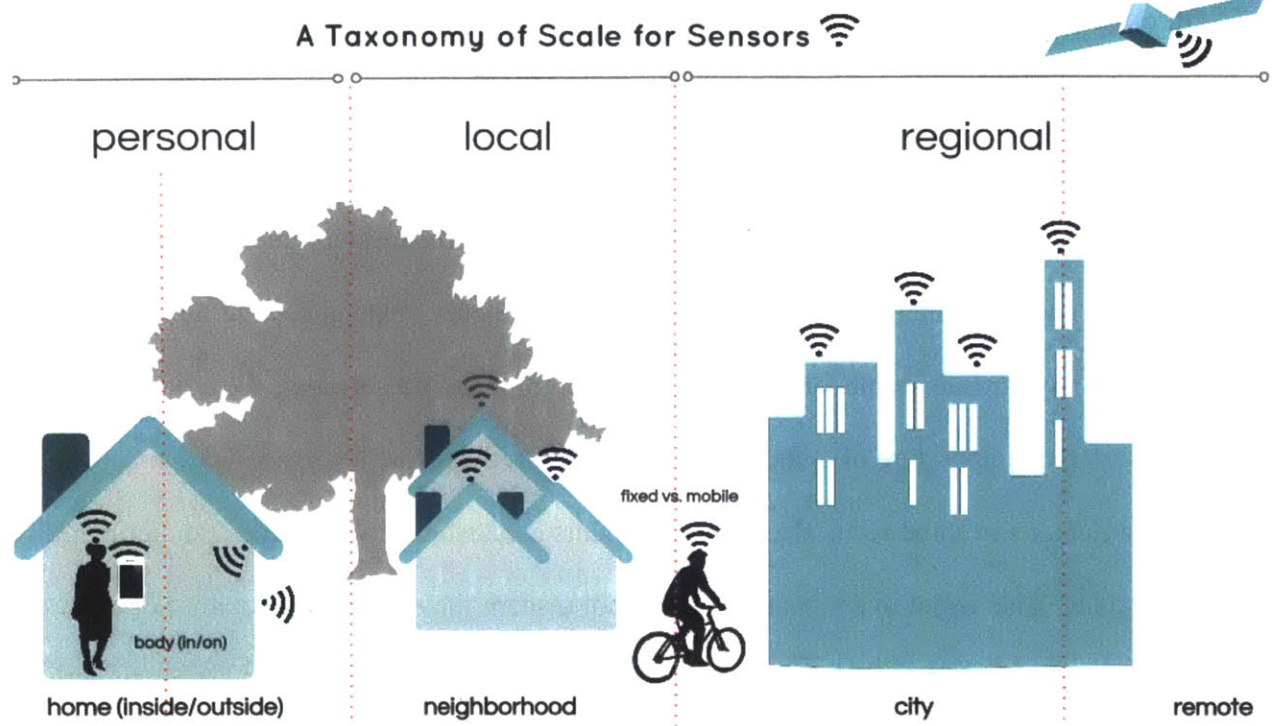 A Taxonomy of Scale for Sensors
personal
local
regional
fixed vs. mobile
body (in/on)
home (inside/outside)
neighborhood
city
remote